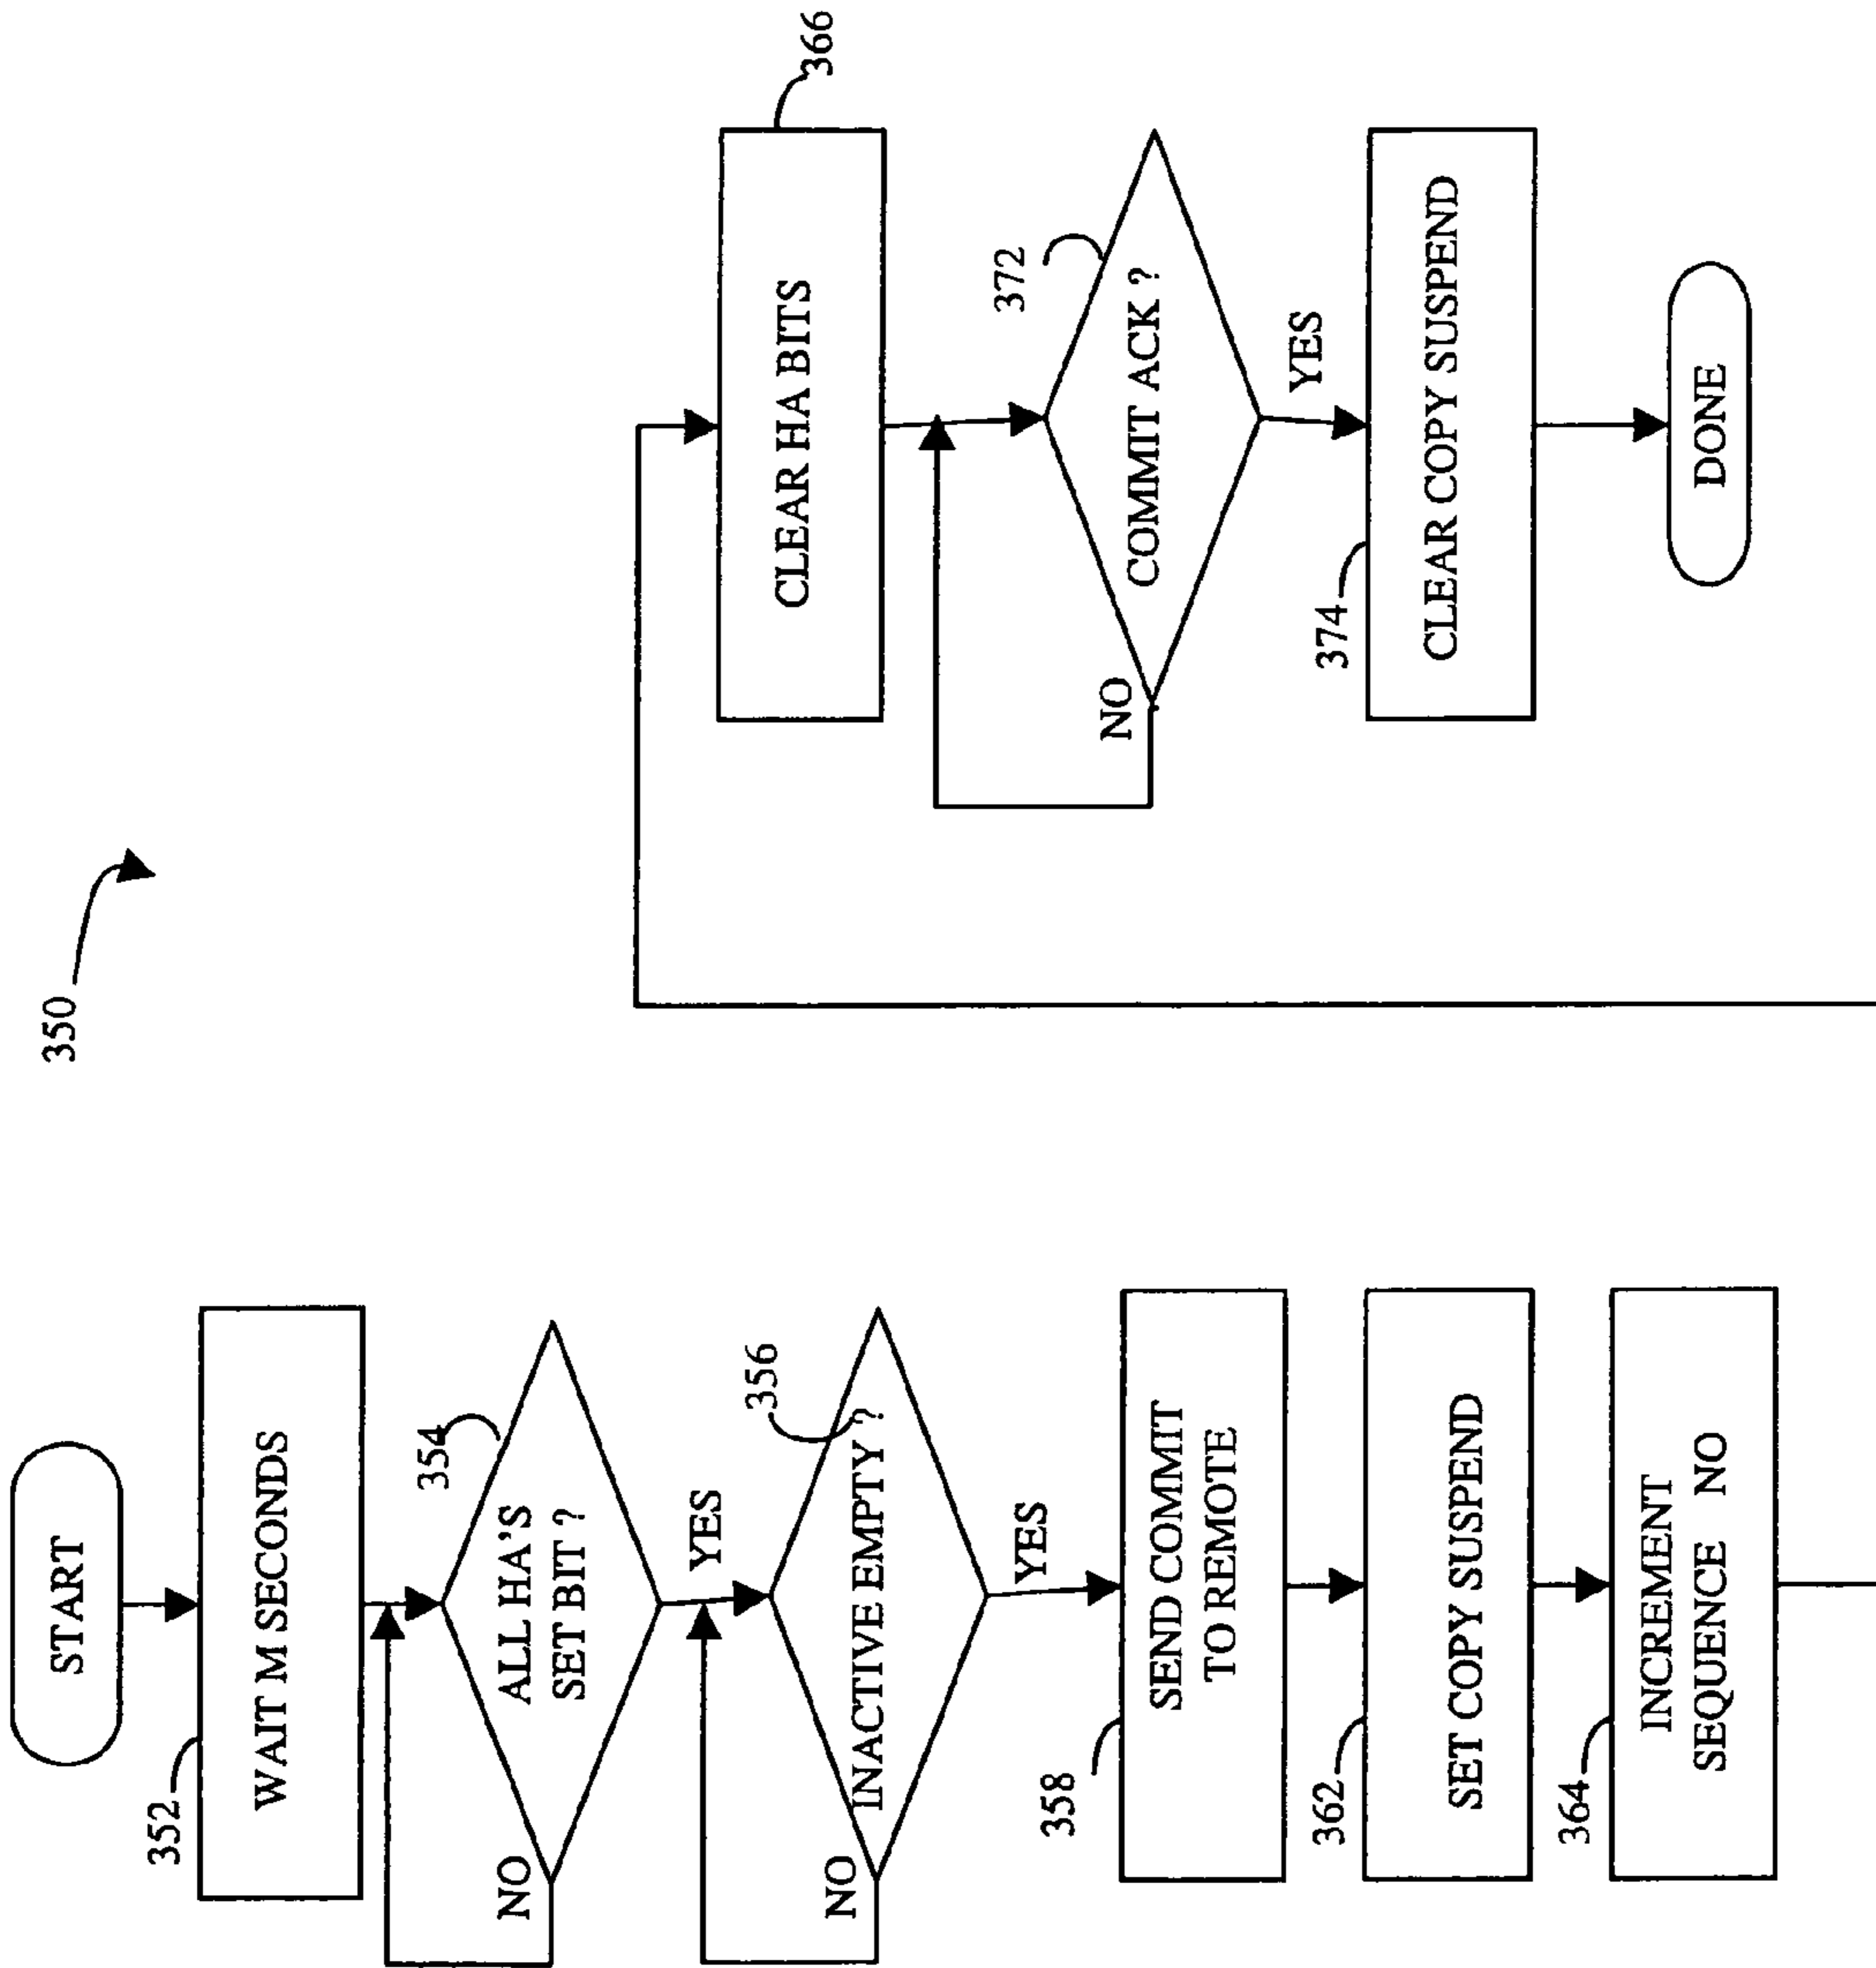 350
START
352
WAIT M SECONDS
354
ALL HA'S
SET BIT ?
NO
YES
356
INACTIVE EMPTY ?
NO
YES
358
SEND COMMIT
TO REMOTE
362
SET COPY SUSPEND
364
INCREMENT
SEQUENCE NO
366
CLEAR HA BITS
372
COMMIT ACK ?
NO
YES
374
CLEAR COPY SUSPEND
DONE